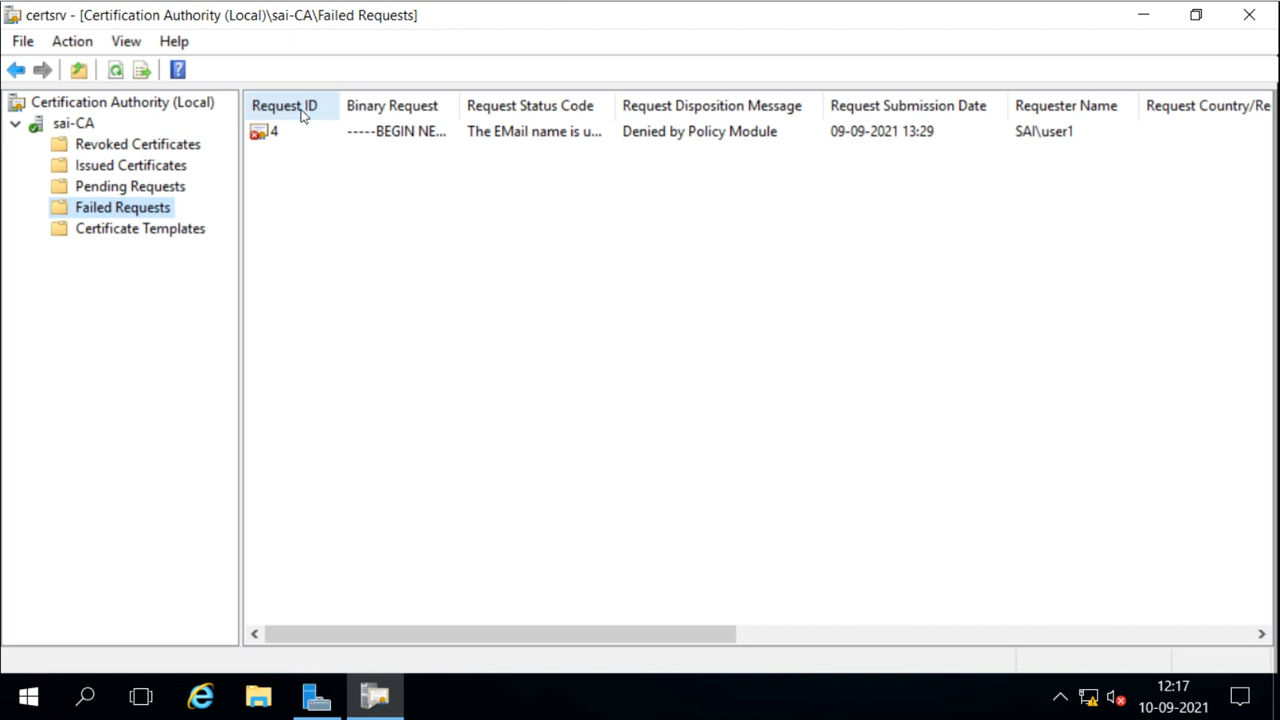 certsrv - [Certification Authority (Local)\sai-CA\Failed Requests]
File Action View Help
Certification Authority (Local)
sai-CA
Revoked Certificates
Issued Certificates
Pending Requests
Failed Requests
Certificate Templates
Request ID Binary Request Request Status Code Request Disposition Message Request Submission Date Requester Name Request Country/Re
4 -----BEGIN NE... The EMail name is u... Denied by Policy Module 09-09-2021 13:29 SAI\user1
12:17
10-09-2021